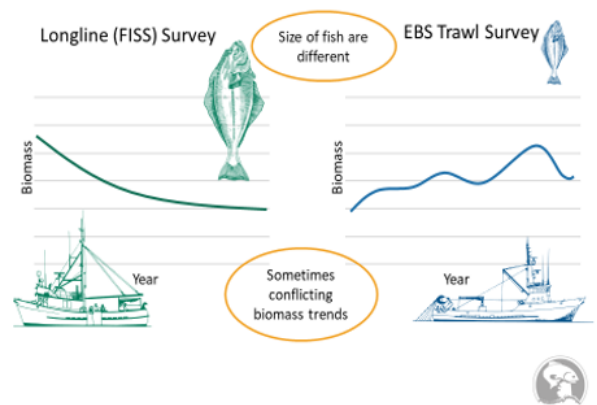 Longline (FISS) Survey
Size of fish are
different
EBS Trawl Survey
Biomass
Biomass
Year
Sometimes
conflicting
biomass trends
Year